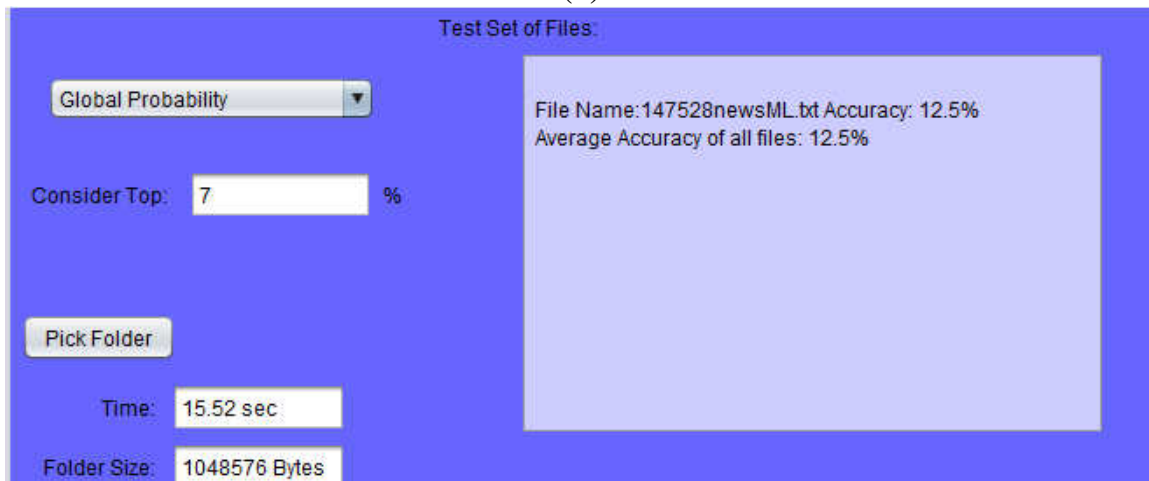 Test Set of Files:
Global Probability
File Name:147528newsML.txt Accuracy: 12.5%
Average Accuracy of all files: 12.5%
Consider Top: 7 %
Pick Folder
Time: 15.52 sec
Folder Size: 1048576 Bytes